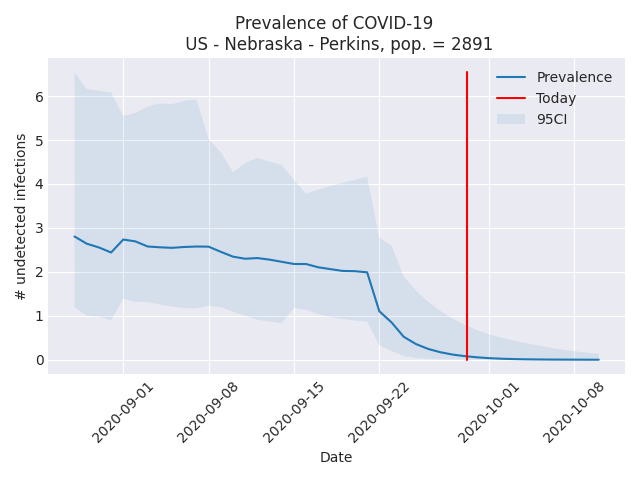 Prevalence of COVID-19
US - Nebraska - Perkins, pop. = 2891
Prevalence
Today
95CI
# undetected infections
6
5
4
3
2
1
0
2020-09-01
2020-09-08
2020-09-15
2020-09-22
2020-10-01
2020-10-08
Date